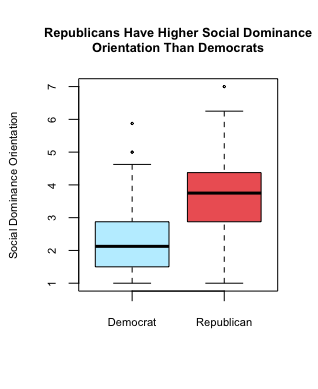 Republicans Have Higher Social Dominance
Orientation Than Democrats
Social Dominance Orientation
7
6
5
4
3
2
1
Democrat
Republican